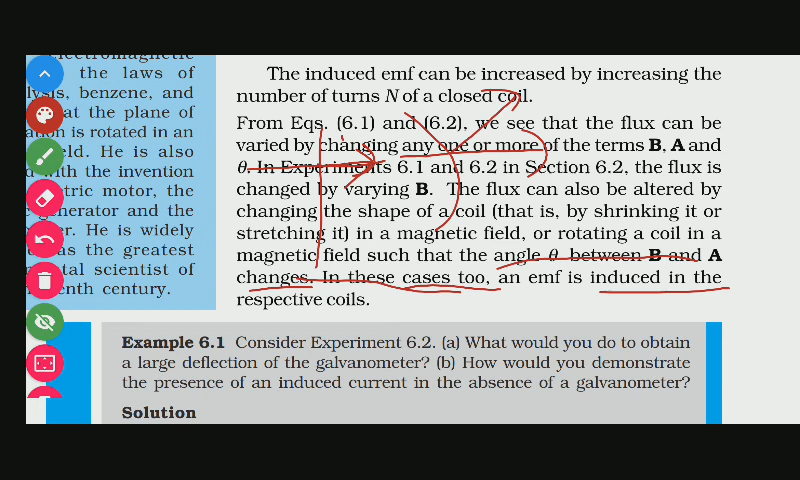 electromagnetic
the laws of
benzene, and
at the plane of
is rotated in an
He is also
with the invention
motor, the
generator and the
He is widely
as the greatest
scientist of
century.
The induced emf can be increased by increasing the
number of turns N of a closed coil.
From Eqs. (6.1) and (6.2), we see that the flux can be
varied by changing any one or more of the terms B, A and
θ. In Experiments 6.1 and 6.2 in Section 6.2, the flux is
changed by varying B. The flux can also be altered by
changing the shape of a coil (that is, by shrinking it or
stretching it) in a magnetic field, or rotating a coil in a
magnetic field such that the angle θ between B and A
changes. In these cases too, an emf is induced in the
respective coils.
Example 6.1 Consider Experiment 6.2. (a) What would you do to obtain
a large deflection of the galvanometer? (b) How would you demonstrate
the presence of an induced current in the absence of a galvanometer?
Solution